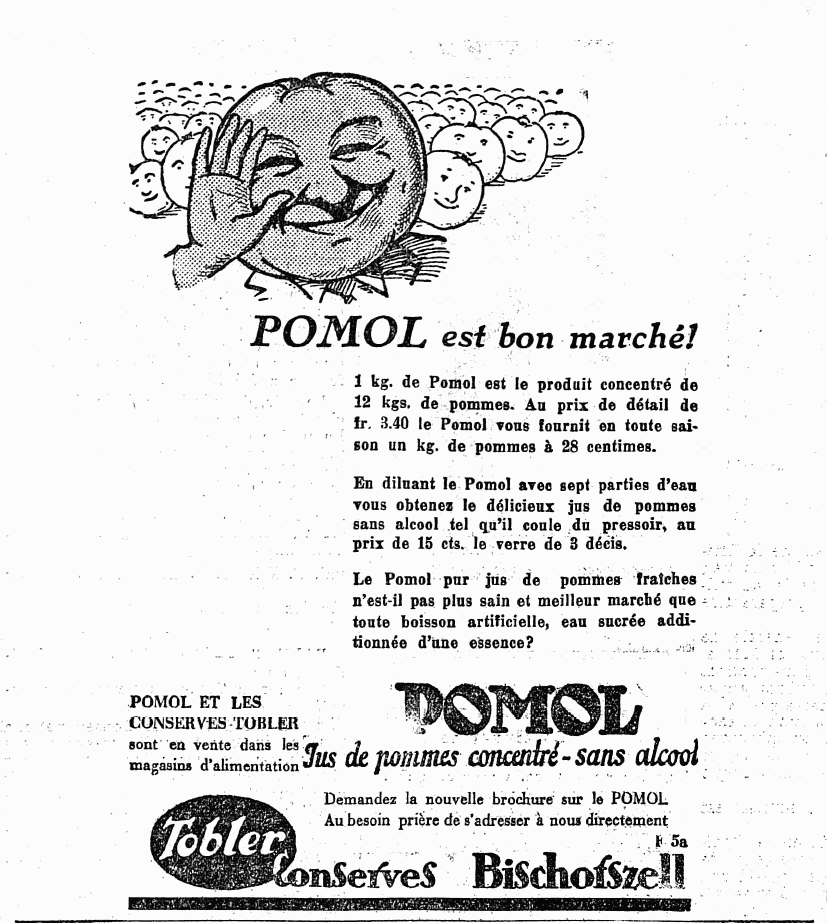 POMOL est bon marché!
1 kg. de Pomol est le produit concentré de
12 kgs. de pommes. Au prix de détail de
fr. 3.40 le Pomol vous fournit en toute sai-
son un kg. de pommes à 28 centimes.
En diluant le Pomol avec sept parties d'eau
vous obtenez le délicieux jus de pommes
sans alcool tel qu'il coule du pressoir, au
prix de 15 cts. le verre de 3 décis.
Le Pomol pur jus de pommes fraîches
n'est-il pas plus sain et meilleur marché que
toute boisson artificielle, eau sucrée addi-
tionnée d'une essence?
POMOL ET LES
CONSERVES TOBLER
sont en vente dans les
magasins d'alimentation
POMOL
Jus de pommes concentré - sans alcool
Demandez la nouvelle brochure sur le POMOL
Au besoin prière de s'adresser à nous directement
5a
Tobler
Conserves Bischofszell